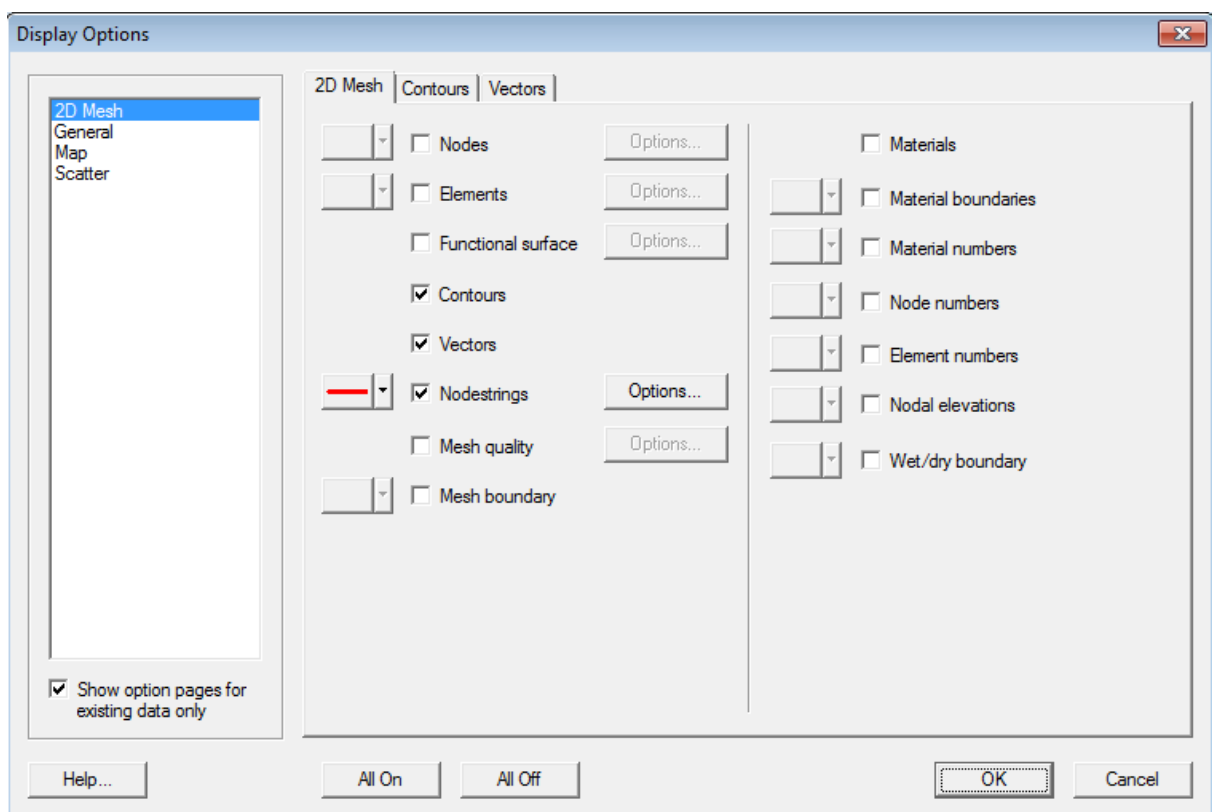 Display Options
2D Mesh
General
Map
Scatter
Show option pages for
existing data only
2D Mesh Contours Vectors
Nodes Options...
Elements Options...
Functional surface Options...
Contours
Vectors
Nodestrings Options...
Mesh quality Options...
Mesh boundary
Materials
Material boundaries
Material numbers
Node numbers
Element numbers
Nodal elevations
Wet/dry boundary
Help... All On All Off OK Cancel